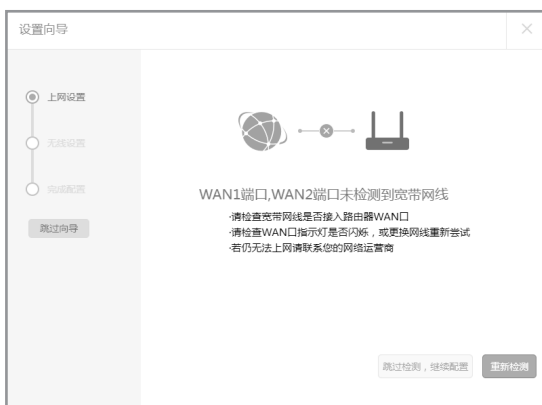 设置向导
上网设置
无线设置
完成配置
跳过向导
WAN1端口,WAN2端口未检测到宽带网线
·请检查宽带网线是否接入路由器WAN口
·请检查WAN口指示灯是否闪烁，或更换网线重新尝试
·若仍无法上网请联系您的网络运营商
跳过检测，继续配置
重新检测